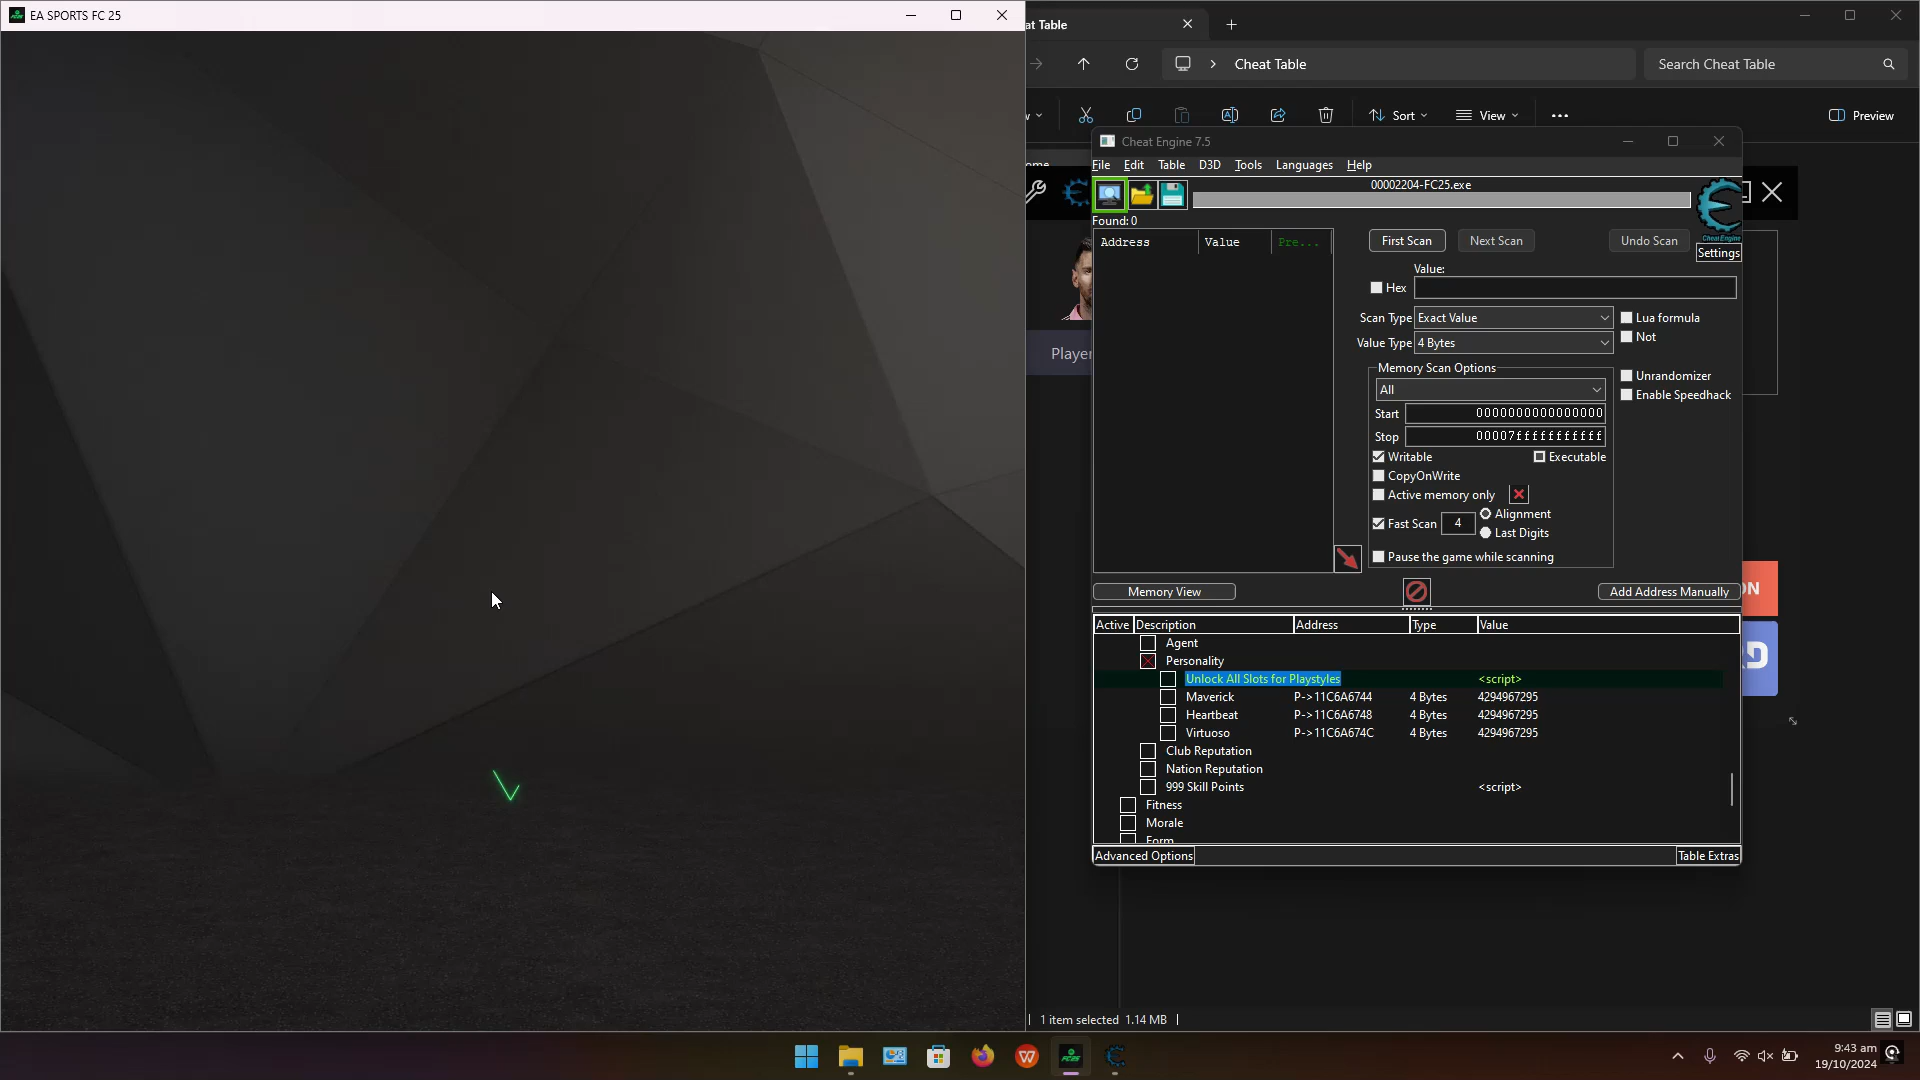 EA SPORTS FC 25
at Table
Cheat Table
Search Cheat Table
Sort
View
Preview
Cheat Engine 7.5
File Edit Table D3D Tools Languages Help
00002204-FC25.exe
Found: 0
Address Value Pre...
First Scan Next Scan Undo Scan
Cheat Engine
Settings
Value:
Hex
Scan Type Exact Value
Lua formula
Not
Value Type 4 Bytes
Memory Scan Options
All
Unrandomizer
Enable Speedhack
Start 0000000000000000
Stop 00007fffffffffff
Writable Executable
CopyOnWrite
Active memory only
Fast Scan 4 Alignment
Last Digits
Pause the game while scanning
Player
Memory View
Add Address Manually
ON
Active Description Address Type Value
Agent
Personality
Unlock All Slots for Playstyles <script>
Maverick P->11C6A6744 4 Bytes 4294967295
Heartbeat P->11C6A6748 4 Bytes 4294967295
Virtuoso P->11C6A674C 4 Bytes 4294967295
Club Reputation
Nation Reputation
999 Skill Points <script>
Fitness
Morale
Form
Advanced Options
Table Extras
1 item selected 1.14 MB
9:43 am
19/10/2024